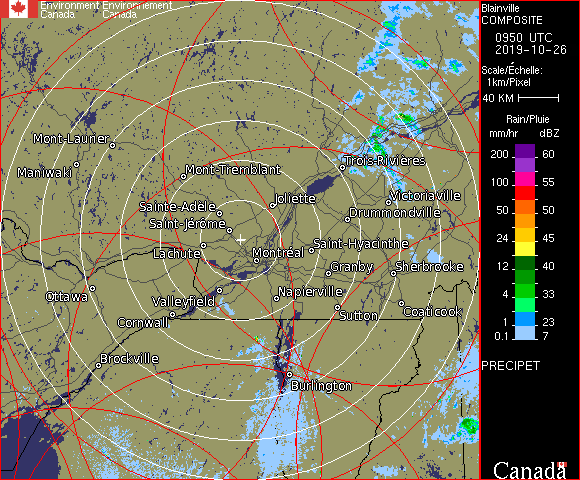 Environment Environnement
Canada Canada
Blainville
COMPOSITE
0950 UTC
2019-10-26
Scale/Échelle:
1km/Pixel
40 KM
Rain/Pluie
mm/hr dBZ
200 60
150 57
100 55
50 50
24 45
12 40
4 33
1 23
0.1 7
PRECIPET
Canada
Mont-Laurier
Maniwaki
Mont-Tremblant
Trois-Rivières
Joliette
Victoriaville
Sainte-Adèle
Drummondville
Saint-Jérôme
Saint-Hyacinthe
Lachute
Montréal
Granby
Sherbrooke
Ottawa
Valleyfield
Napierville
Cornwall
Sutton
Coaticook
Brockville
Burlington